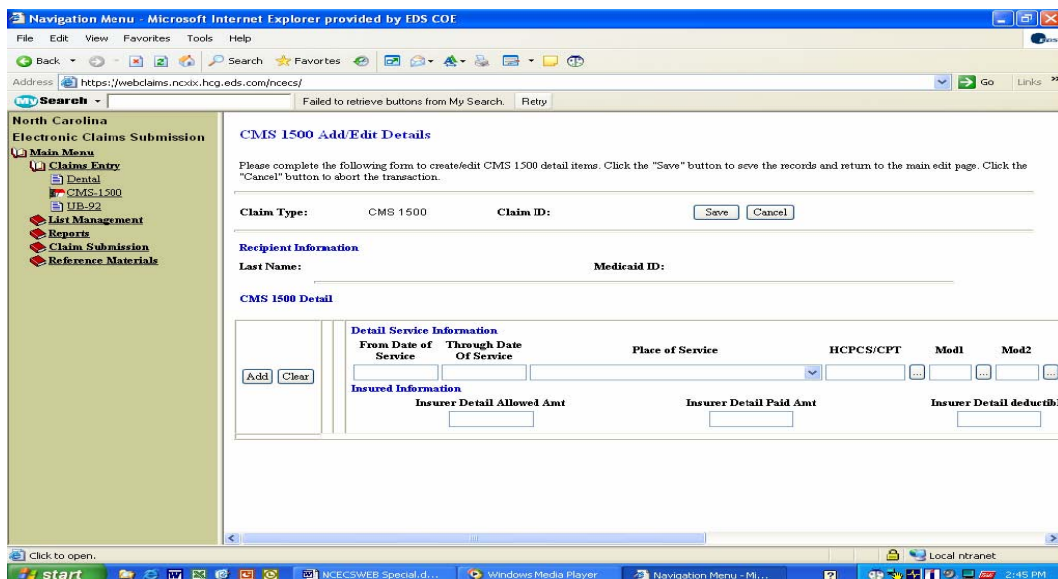 Navigation Menu - Microsoft Internet Explorer provided by EDS COE
File Edit View Favorites Tools Help
Back Search Favortes
Address https://webclaims.ncxix.hcg.eds.com/ncecs/ Go Links »
My Search Failed to retrieve buttons from My Search. Retry
North Carolina
Electronic Claims Submission
Main Menu
Claims Entry
Dental
CMS-1500
UB-92
List Management
Reports
Claim Submission
Reference Materials
CMS 1500 Add/Edit Details
Please complete the following form to create/edit CMS 1500 detail items. Click the "Save" button to seve the records and return to the main edit page. Click the
"Cancel" button to abort the transaction.
Claim Type: CMS 1500 Claim ID: Save Cancel
Recipient Information
Last Name: Medicaid ID:
CMS 1500 Detail
Detail Service Information
From Date of Service Through Date Of Service Place of Service HCPCS/CPT Mod1 Mod2
Add Clear ... ... ...
Insured Information
Insurer Detail Allowed Amt Insurer Detail Paid Amt Insurer Detail deductibl
Click to open. Local ntranet
start NCECSWEB Special.d... Windows Media Player Navigation Menu - Mi... 2:45 PM